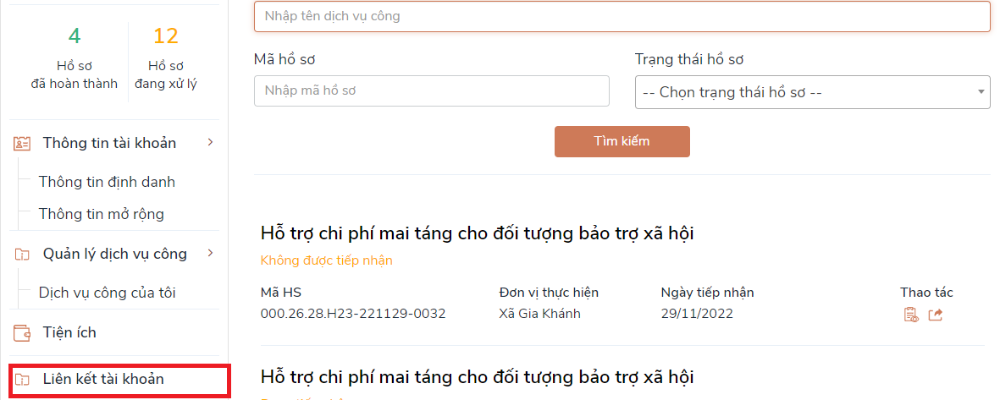 4
12
Hồ sơ
đã hoàn thành
Hồ sơ
đang xử lý
Thông tin tài khoản
Thông tin định danh
Thông tin mở rộng
Quản lý dịch vụ công
Dịch vụ công của tôi
Tiện ích
Liên kết tài khoản
Nhập tên dịch vụ công
Mã hồ sơ
Trạng thái hồ sơ
Nhập mã hồ sơ
-- Chọn trạng thái hồ sơ --
Tìm kiếm
Hỗ trợ chi phí mai táng cho đối tượng bảo trợ xã hội
Không được tiếp nhận
Mã HS
Đơn vị thực hiện
Ngày tiếp nhận
Thao tác
000.26.28.H23-221129-0032
Xã Gia Khánh
29/11/2022
Hỗ trợ chi phí mai táng cho đối tượng bảo trợ xã hội